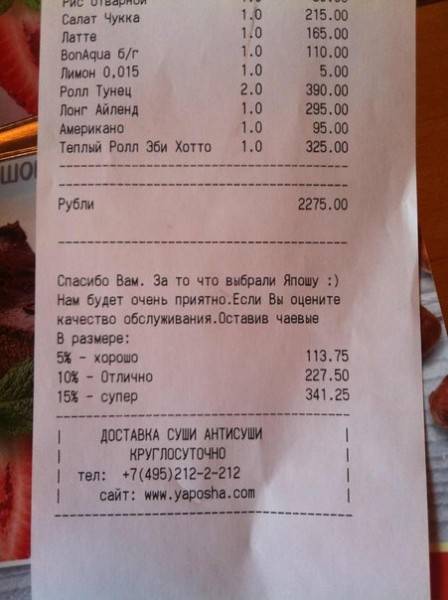 Рис отварной 1.0
Салат Чукка 1.0 215.00
Латте 1.0 165.00
BonAqua б/г 1.0 110.00
Лимон 0,015 1.0 5.00
Ролл Тунец 2.0 390.00
Лонг Айленд 1.0 295.00
Американо 1.0 95.00
Теплый Ролл Эби Хотто 1.0 325.00
Рубли 2275.00
Спасибо Вам. За то что выбрали Япошу :)
Нам будет очень приятно.Если Вы оцените
качество обслуживания.Оставив чаевые
В размере:
5% - хорошо 113.75
10% - Отлично 227.50
15% - супер 341.25
ДОСТАВКА СУШИ АНТИСУШИ
КРУГЛОСУТОЧНО
тел: +7(495)212-2-212
сайт: www.yaposha.com